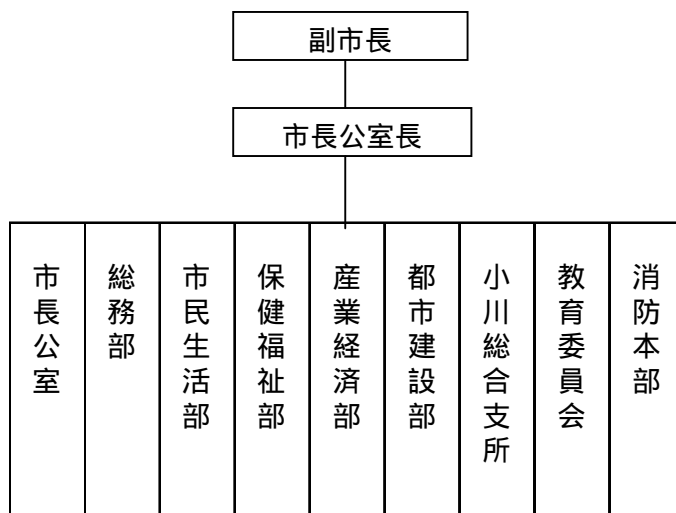 副市長
市長公室長
市長公室
総務部
市民生活部
保健福祉部
産業経済部
都市建設部
小川総合支所
教育委員会
消防本部